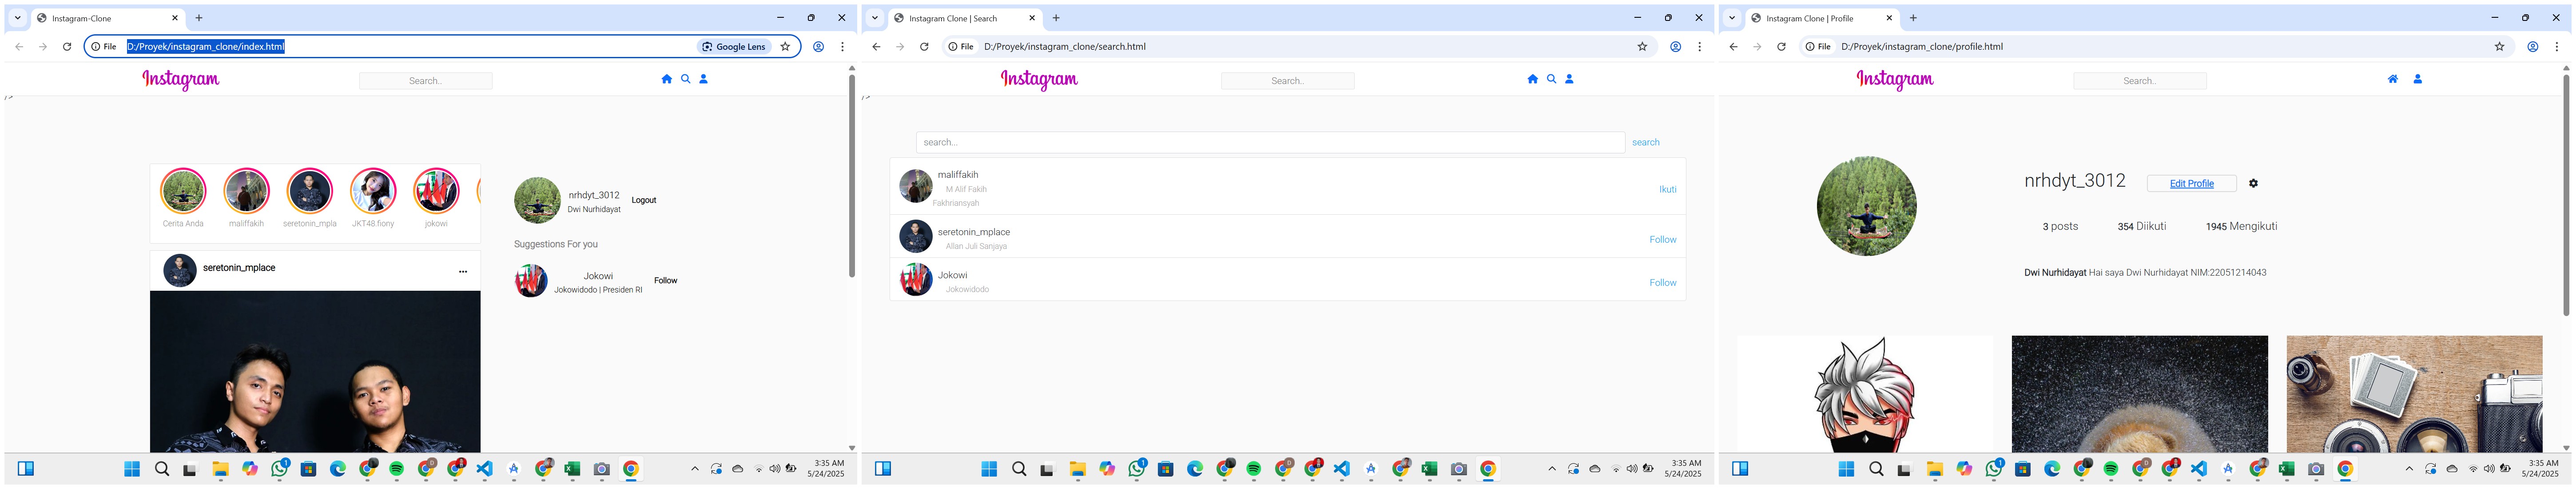 Instagram-Clone
File D:/Proyek/instagram_clone/index.html Google Lens
Instagram Search..
/>
Cerita Anda maliffakih seretonin_mpla JKT48.fiony jokowi
seretonin_mplace
nrhdyt_3012
Dwi Nurhidayat
Logout
Suggestions For you
Jokowi
Jokowidodo | Presiden RI
Follow
3:35 AM
5/24/2025
Instagram Clone | Search
File D:/Proyek/instagram_clone/search.html
Instagram Search..
/>
search... search
maliffakih
M Alif Fakih
Fakhriansyah
Ikuti
seretonin_mplace
Allan Juli Sanjaya
Follow
Jokowi
Jokowidodo
Follow
3:35 AM
5/24/2025
Instagram Clone | Profile
File D:/Proyek/instagram_clone/profile.html
Instagram Search..
nrhdyt_3012 Edit Profile
3 posts 354 Diikuti 1945 Mengikuti
Dwi Nurhidayat Hai saya Dwi Nurhidayat NIM:22051214043
3:35 AM
5/24/2025